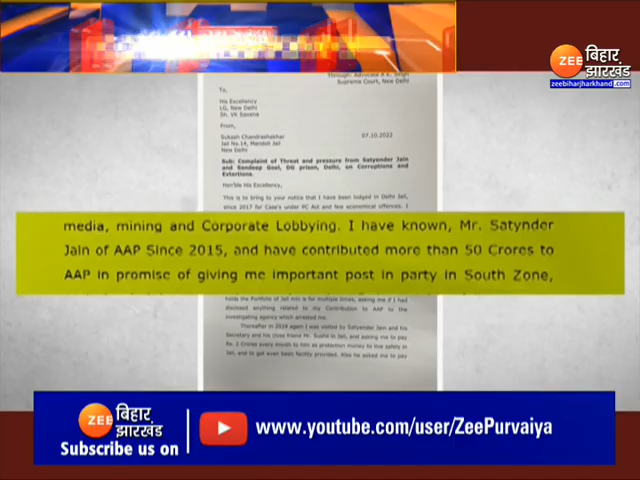 ZEE बिहार झारखंड
zeebiharjharkhand.com
Through: Advocate A K. Singh
Supreme Court, New Delhi
To,
His Excellency
LG, New Delhi
Sh. VK Saxena
From,
Sukash Chandrashekhar
07.10.2022
Jail No.14, Mandoli Jail
New Delhi
Sub: Complaint of Threat and pressure from Satyender Jain
and Sandeep Goel, DG prison, Delhi, on Corruptions and
Extortions.
Hon'ble His Excellency,
This is to bring to your notice that I have been lodged in Delhi Jail,
since 2017 for Case's under PC Act and few economical offences. I
media, mining and Corporate Lobbying. I have known, Mr. Satynder
Jain of AAP Since 2015, and have contributed more than 50 Crores to
AAP in promise of giving me important post in party in South Zone,
holds the Portfolio of Jail min is for multiple times, asking me if I had
disclosed anything related to my Contribution to AAP to the
investigating agency which arrested me.
Thereafter in 2019 again I was visited by Satyender Jain and his
Secretary and his close friend Mr. Sushil in Jail, and asking me to pay
Rs. 2 Crores every month to him as protection money to live safely in
Jail, and to get even basic facility provided. Also he asked me to pay
ZEE बिहार झारखंड
Subscribe us on
www.youtube.com/user/ZeePurvaiya